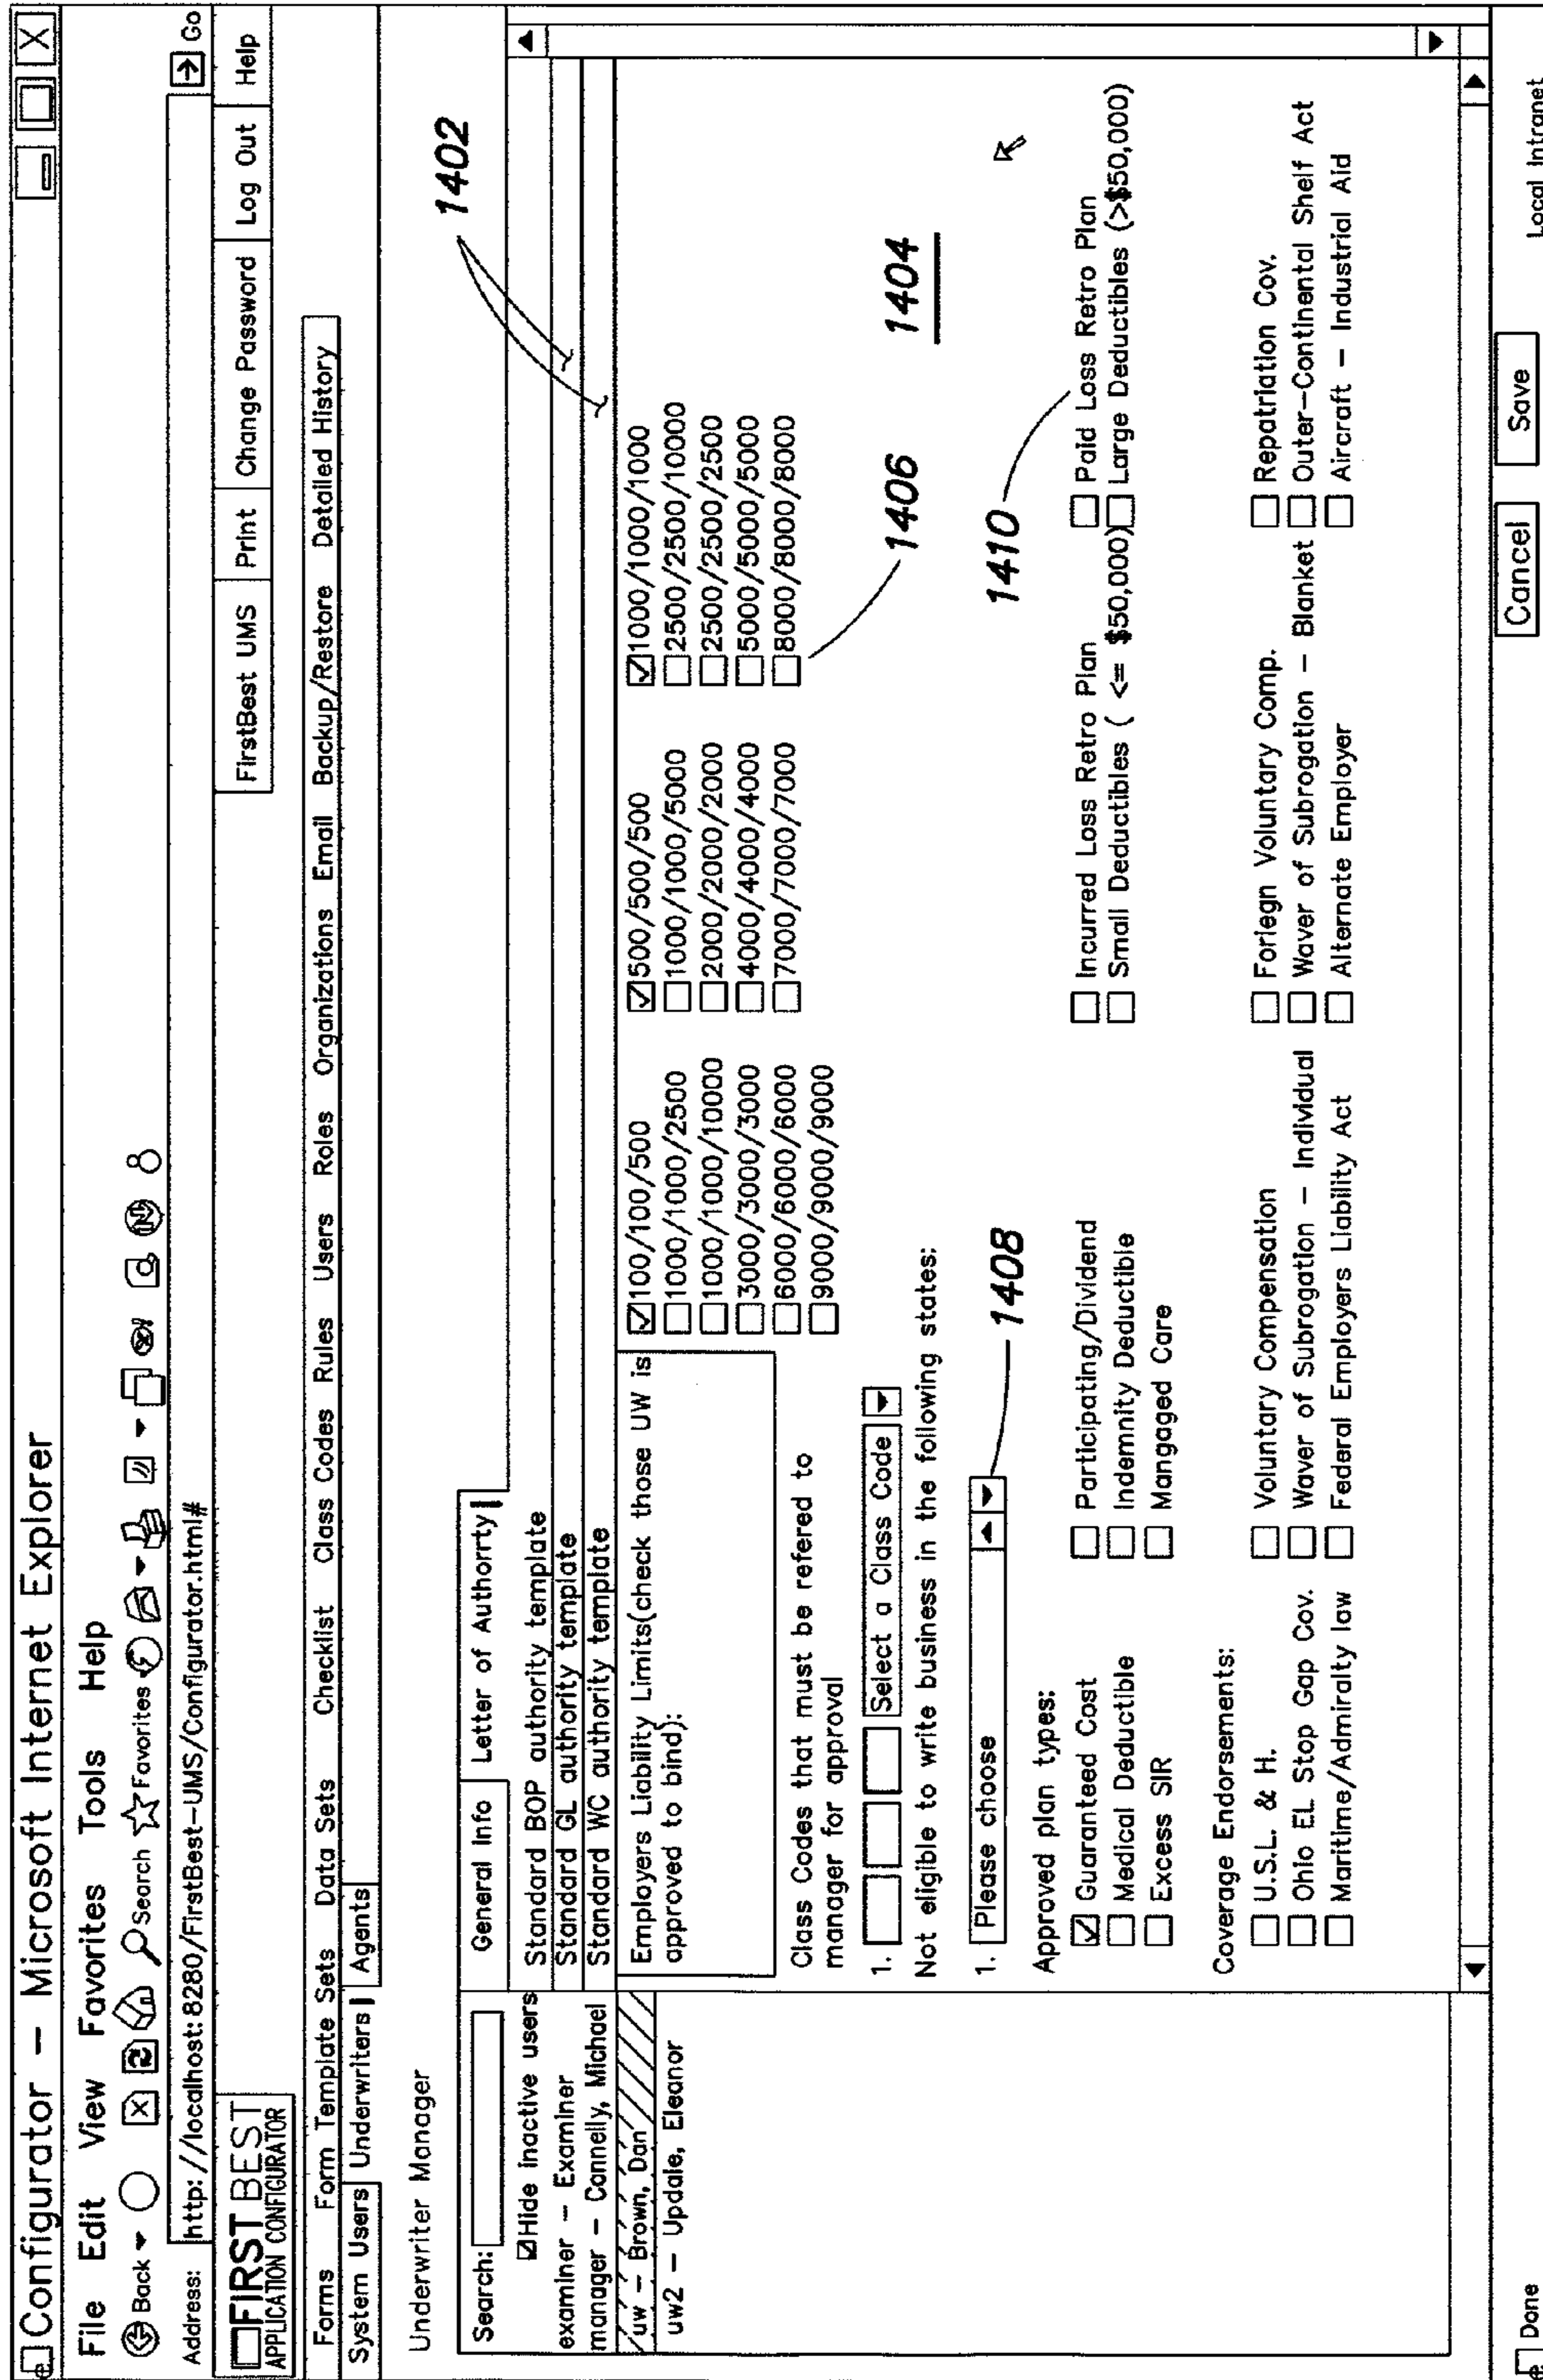 Configurator – Microsoft Internet Explorer
File Edit View Favorites Tools Help
Back Search Favorites
Address: http://localhost:8280/FirstBest–UMS/Configurator.html# Go
FIRST BEST
APPLICATION CONFIGURATOR
FirstBest UMS Print Change Password Log Out Help
Forms Form Template Sets Data Sets Checklist Class Codes Rules Users Roles Organizations Email Backup/Restore Detailed History
System Users Underwriters Agents
Underwriter Manager
1402
Search:
Hide inactive users
examiner – Examiner
manager – Connelly, Michael
uw – Brown, Dan
uw2 – Updale, Eleanor
General Info Letter of Authorrty
Standard BOP authority template
Standard GL authority template
Standard WC authority template
Employers Liability Limits(check those UW is
approved to bind):
100/100/500 500/500/500 1000/1000/1000
1000/1000/2500 1000/1000/5000 2500/2500/10000
1000/1000/10000 2000/2000/2000 2500/2500/2500
3000/3000/3000 4000/4000/4000 5000/5000/5000
6000/6000/6000 7000/7000/7000 8000/8000/8000
9000/9000/9000
1406
1404
Class Codes that must be refered to
manager for approval
1. Select a Class Code
Not eligible to write business in the following states:
1. Please choose
1408
1410
Approved plan types:
Guaranteed Cost Participating/Dividend Incurred Loss Retro Plan Paid Loss Retro Plan
Medical Deductible Indemnity Deductible Small Deductibles ( <= $50,000) Large Deductibles (>$50,000)
Excess SIR Mangaged Care
Coverage Endorsements:
U.S.L. & H. Voluntary Compensation Foriegn Voluntary Comp. Repatriation Cov.
Ohio EL Stop Gap Cov. Waver of Subrogation – Individual Waver of Subrogation – Blanket Outer–Continental Shelf Act
Maritime/Admiralty law Federal Employers Liability Act Alternate Employer Aircraft – Industrial Aid
Cancel Save
Done Local Intranet